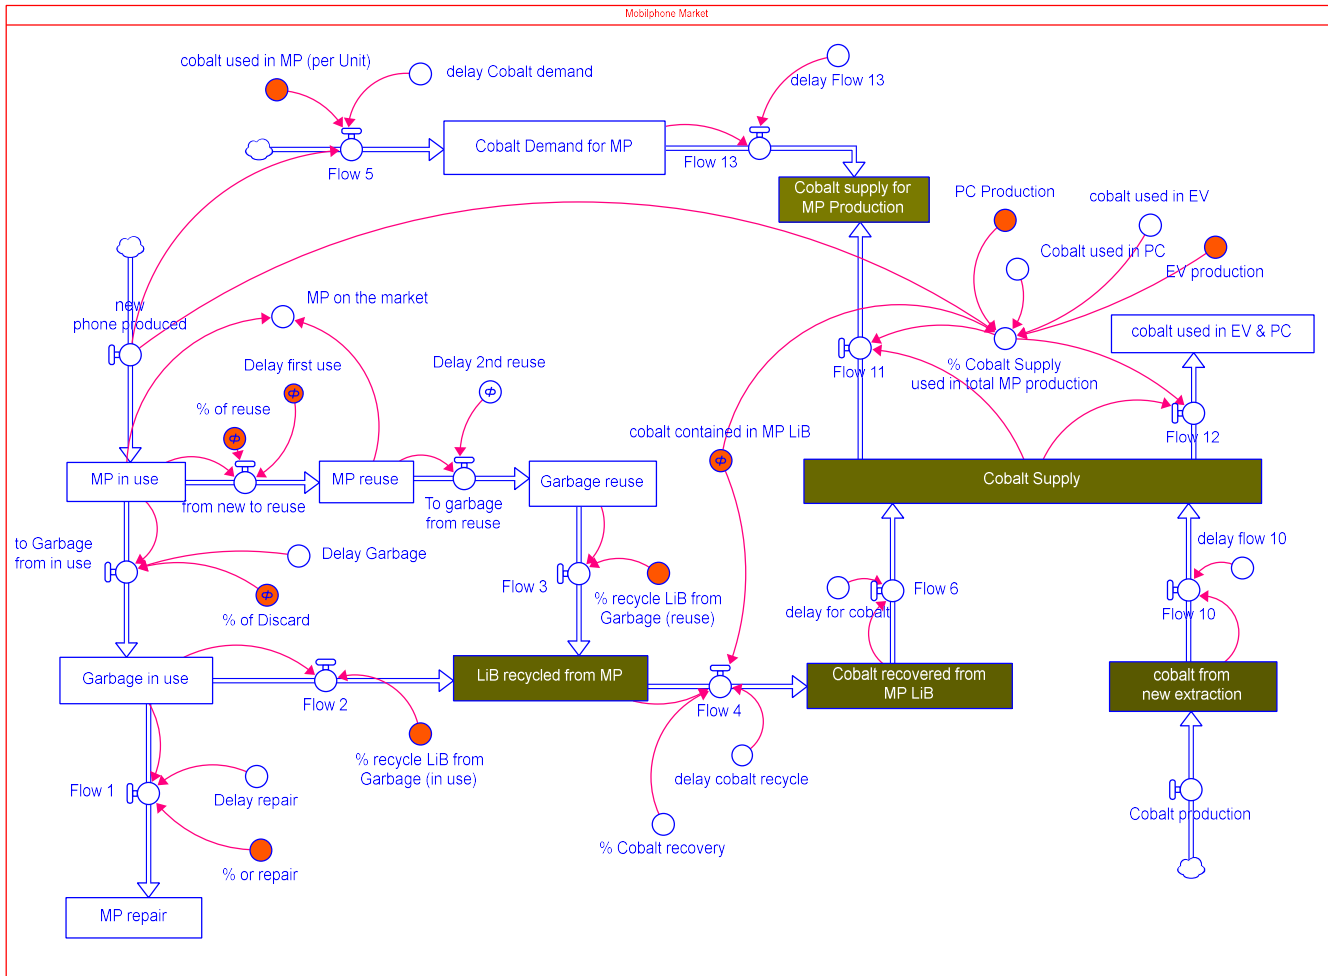 Mobilphone Market
cobalt used in MP (per Unit)
delay Cobalt demand
delay Flow 13
Cobalt Demand for MP
Flow 5
Flow 13
Cobalt supply for
MP Production
PC Production
cobalt used in EV
Cobalt used in PC
EV production
new
phone produced
MP on the market
cobalt used in EV & PC
Delay first use
Delay 2nd reuse
Flow 11
% Cobalt Supply
used in total MP production
% of reuse
cobalt contained in MP LiB
Flow 12
MP in use
MP reuse
Garbage reuse
Cobalt Supply
from new to reuse
To garbage
from reuse
to Garbage
from in use
Delay Garbage
delay flow 10
Flow 3
Flow 6
% recycle LiB from
Garbage (reuse)
delay for cobalt
Flow 10
% of Discard
Garbage in use
LiB recycled from MP
Cobalt recovered from
MP LiB
cobalt from
new extraction
Flow 2
Flow 4
% recycle LiB from
Garbage (in use)
delay cobalt recycle
Flow 1
Delay repair
Cobalt production
% Cobalt recovery
% or repair
MP repair